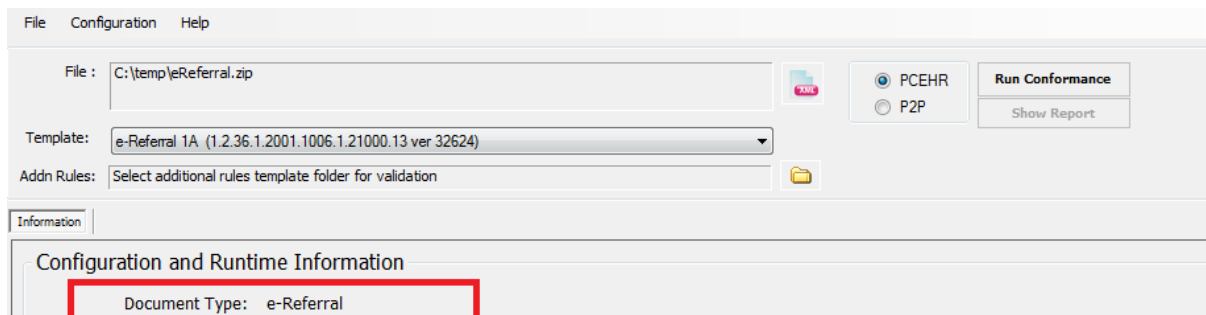 File Configuration Help
File : C:\temp\eReferral.zip
XML
PCEHR
Run Conformance
P2P
Show Report
Template: e-Referral 1A (1.2.36.1.2001.1006.1.21000.13 ver 32624)
Addn Rules: Select additional rules template folder for validation
Information
Configuration and Runtime Information
Document Type: e-Referral